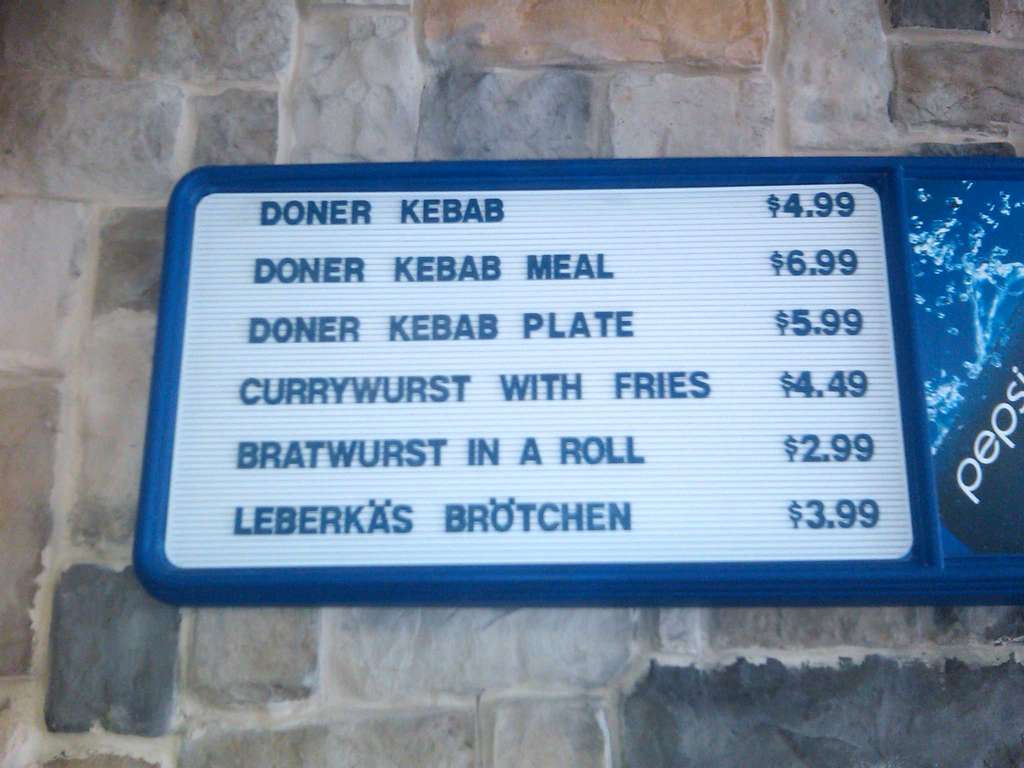 DONER KEBAB $4.99
DONER KEBAB MEAL $6.99
DONER KEBAB PLATE $5.99
CURRYWURST WITH FRIES $4.49
BRATWURST IN A ROLL $2.99
LEBERKÄS BRÖTCHEN $3.99
pepsi